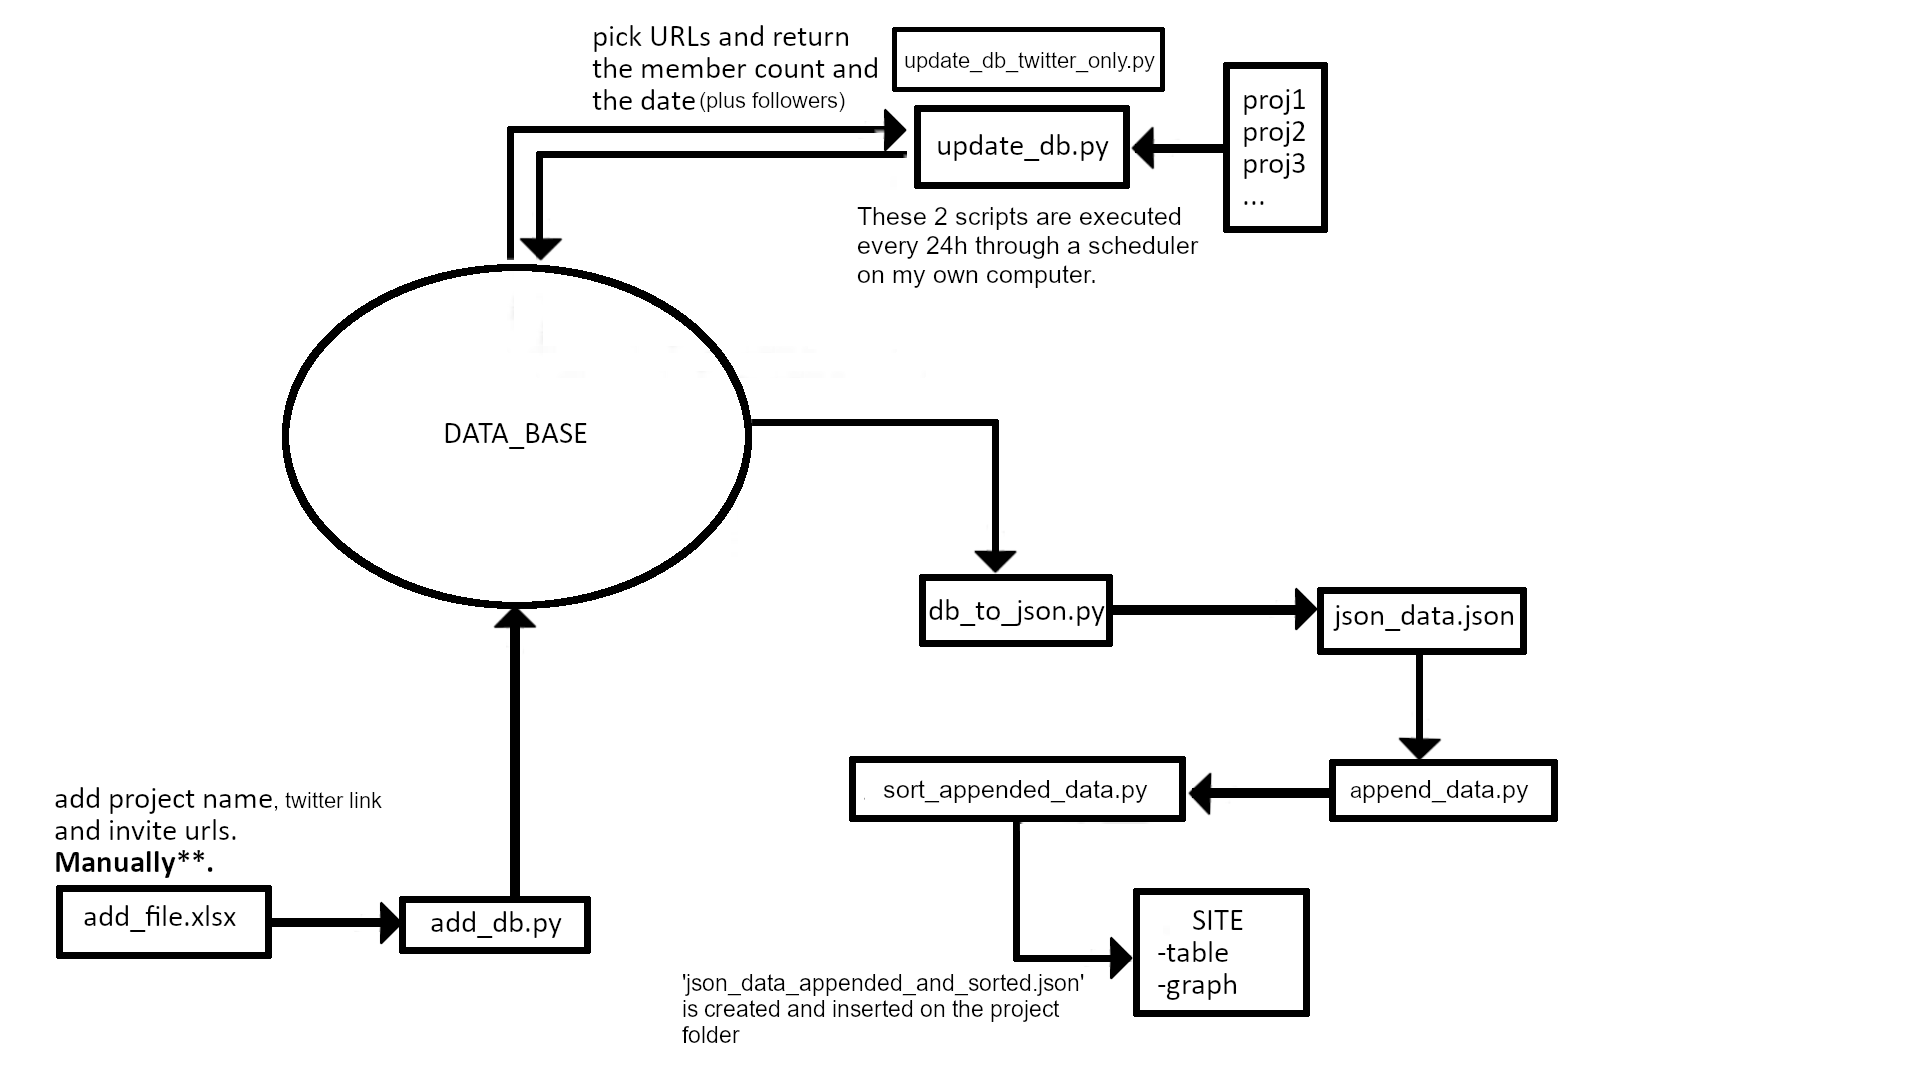 pick URLs and return
the member count and
the date (plus followers)
update_db_twitter_only.py
update_db.py
proj1
proj2
proj3
...
These 2 scripts are executed
every 24h through a scheduler
on my own computer.
DATA_BASE
db_to_json.py
json_data.json
sort_appended_data.py
append_data.py
add project name, twitter link
and invite urls.
Manually**.
add_file.xlsx
add_db.py
SITE
-table
-graph
'json_data_appended_and_sorted.json'
is created and inserted on the project
folder